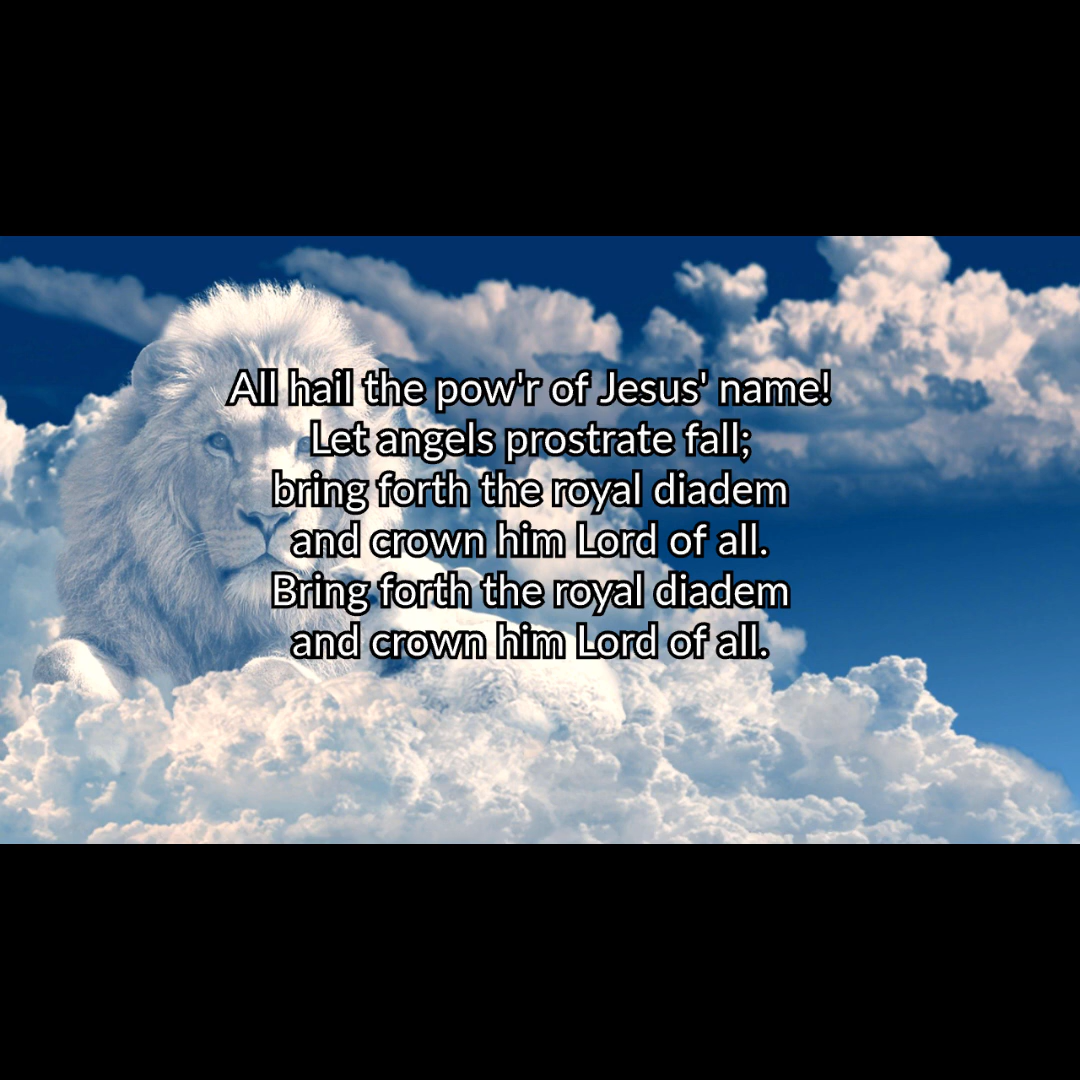 All hail the pow'r of Jesus' name!
Let angels prostrate fall;
bring forth the royal diadem
and crown him Lord of all.
Bring forth the royal diadem
and crown him Lord of all.